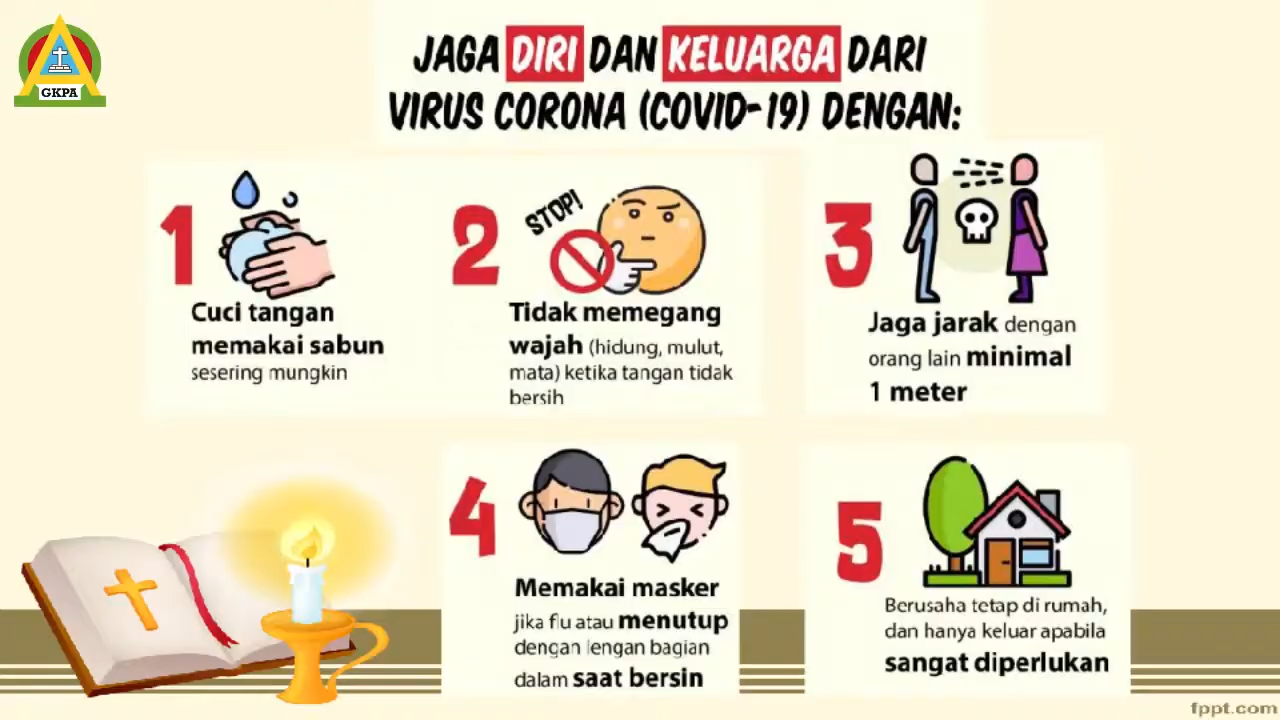 GKPA
JAGA DIRI DAN KELUARGA DARI
VIRUS CORONA (COVID-19) DENGAN:
1
Cuci tangan
memakai sabun
sesering mungkin
2
STOP!
Tidak memegang
wajah (hidung, mulut,
mata) ketika tangan tidak
bersih
3
Jaga jarak dengan
orang lain minimal
1 meter
4
Memakai masker
jika flu atau menutup
dengan lengan bagian
dalam saat bersin
5
Berusaha tetap di rumah,
dan hanya keluar apabila
sangat diperlukan
fppt.com